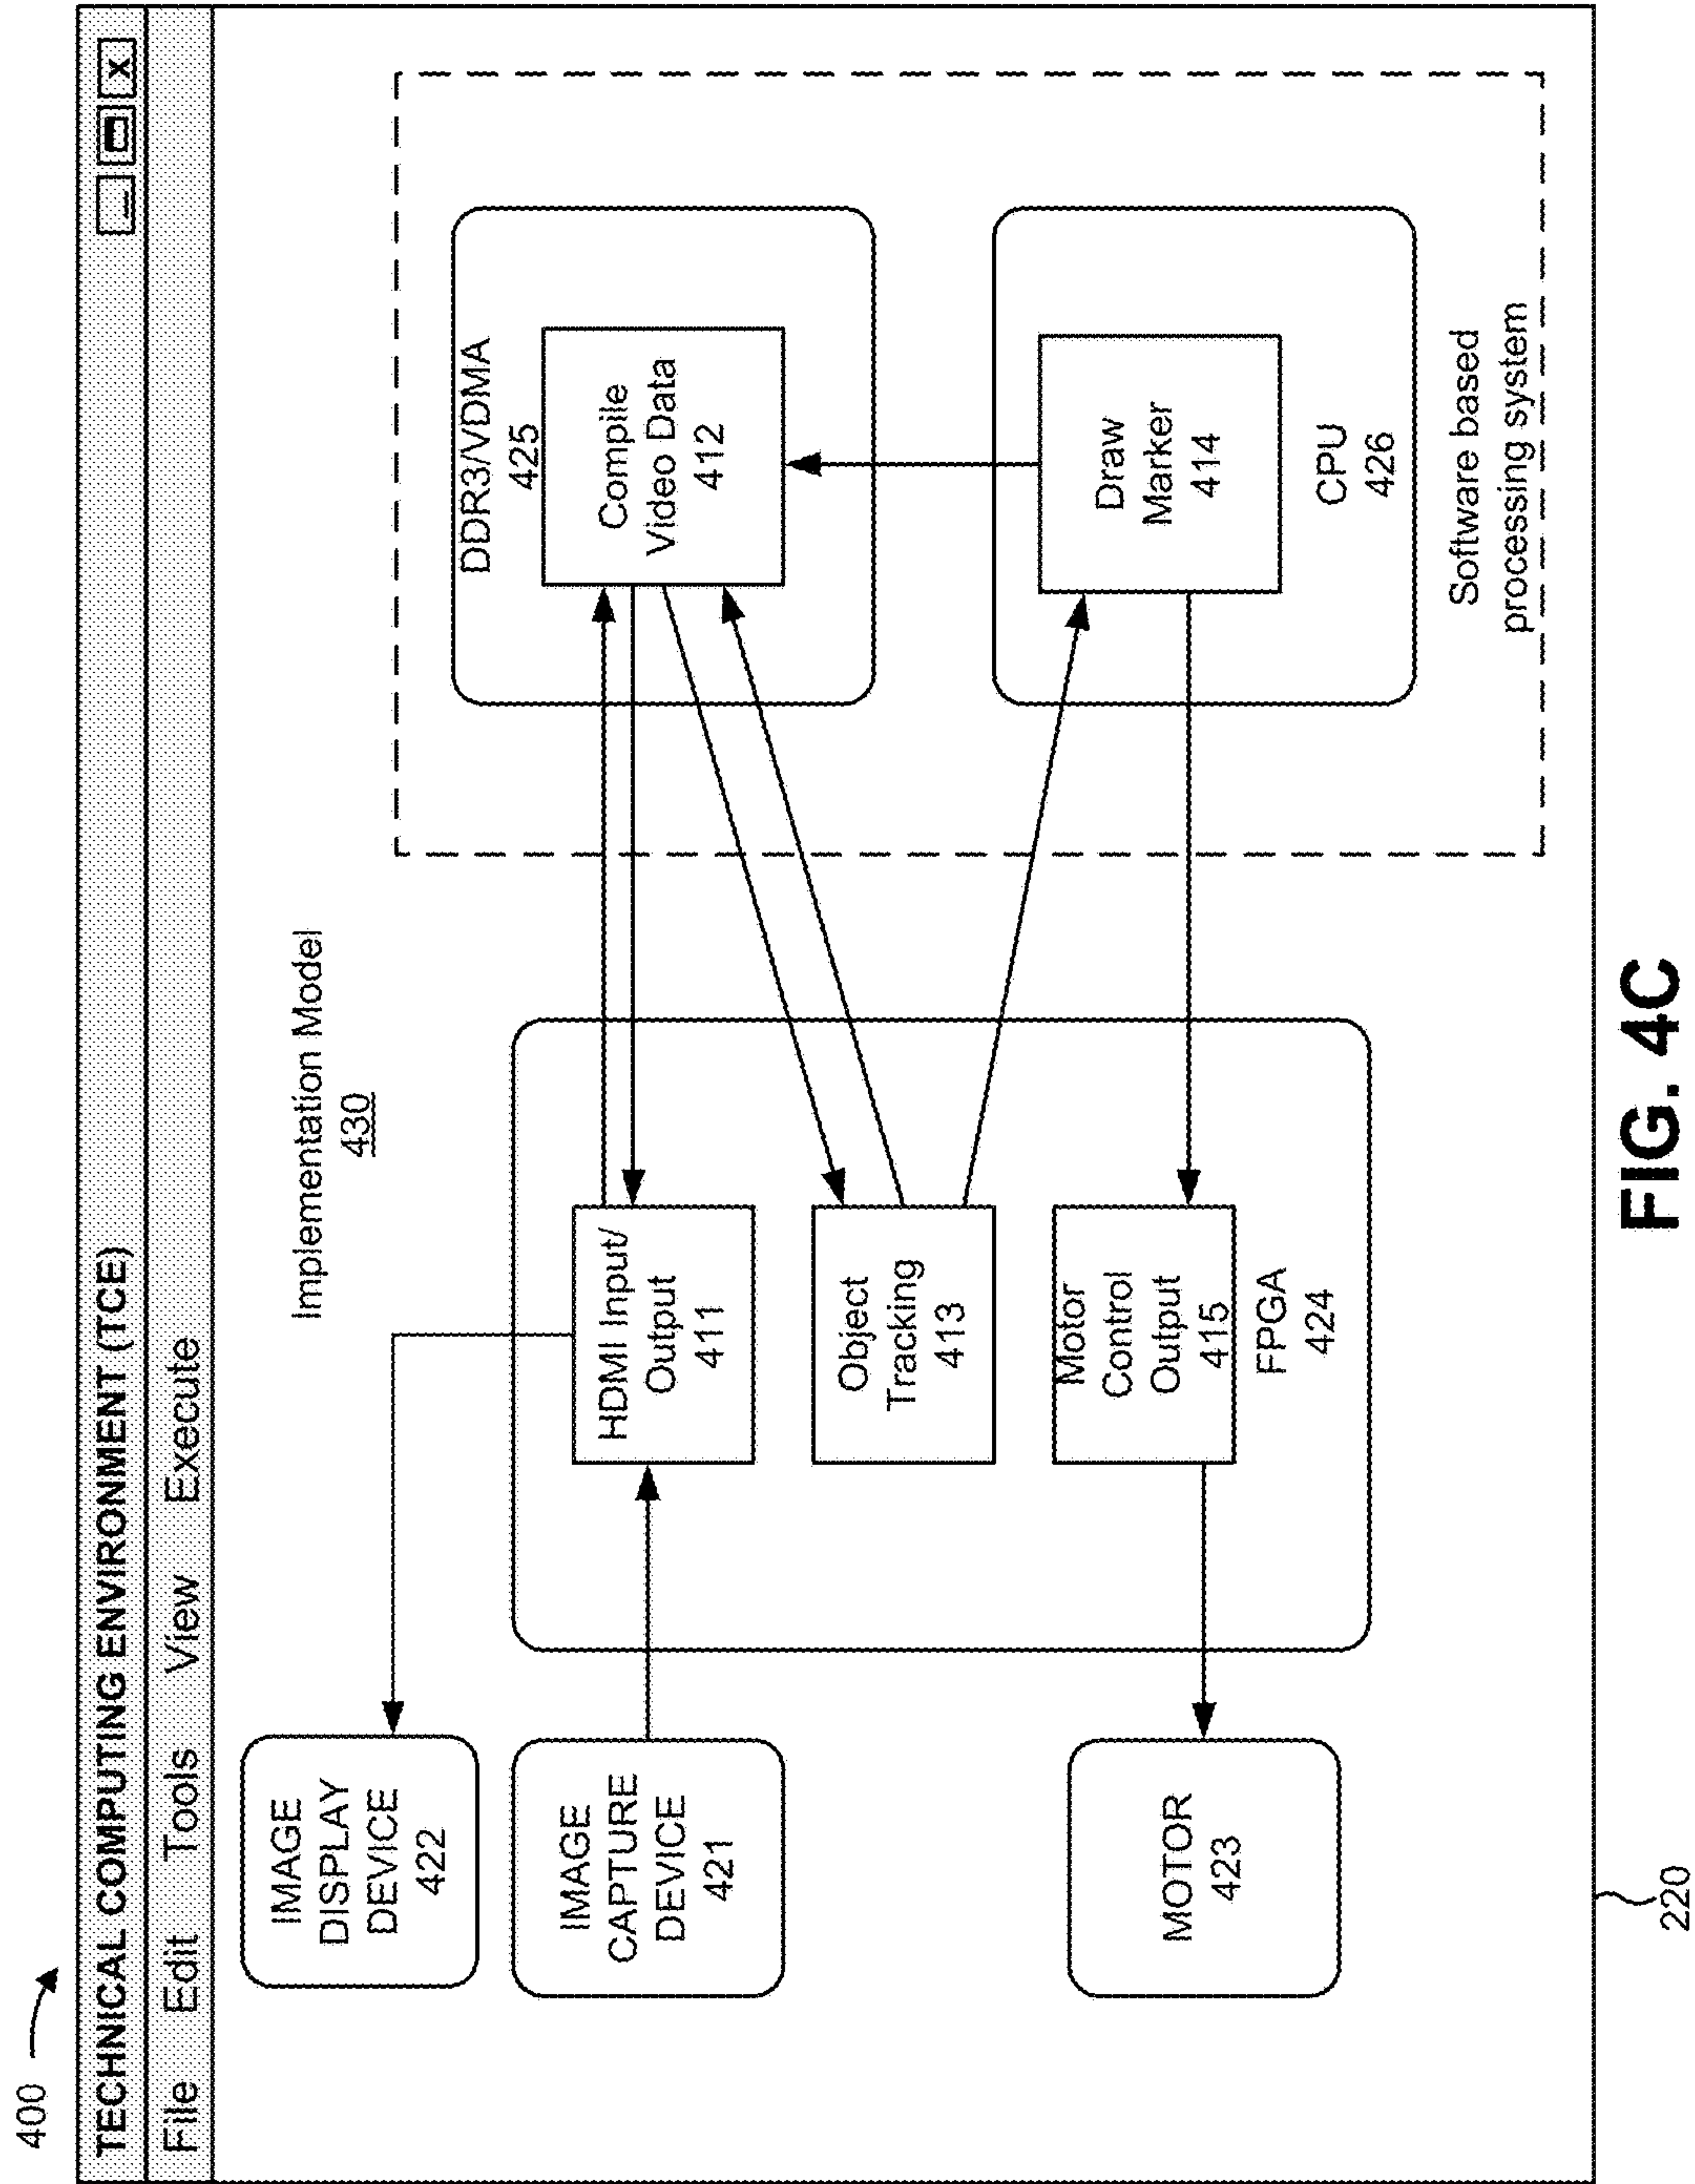 400
TECHNICAL COMPUTING ENVIRONMENT (TCE)
_
X
File Edit Tools View Execute
Implementation Model
430
IMAGE
DISPLAY
DEVICE
422
IMAGE
CAPTURE
DEVICE
421
MOTOR
423
HDMI Input/
Output
411
Object
Tracking
413
Motor
Control
Output
415
FPGA
424
DDR3/VDMA
425
Compile
Video Data
412
Draw
Marker
414
CPU
426
Software based
processing system
220
FIG. 4C